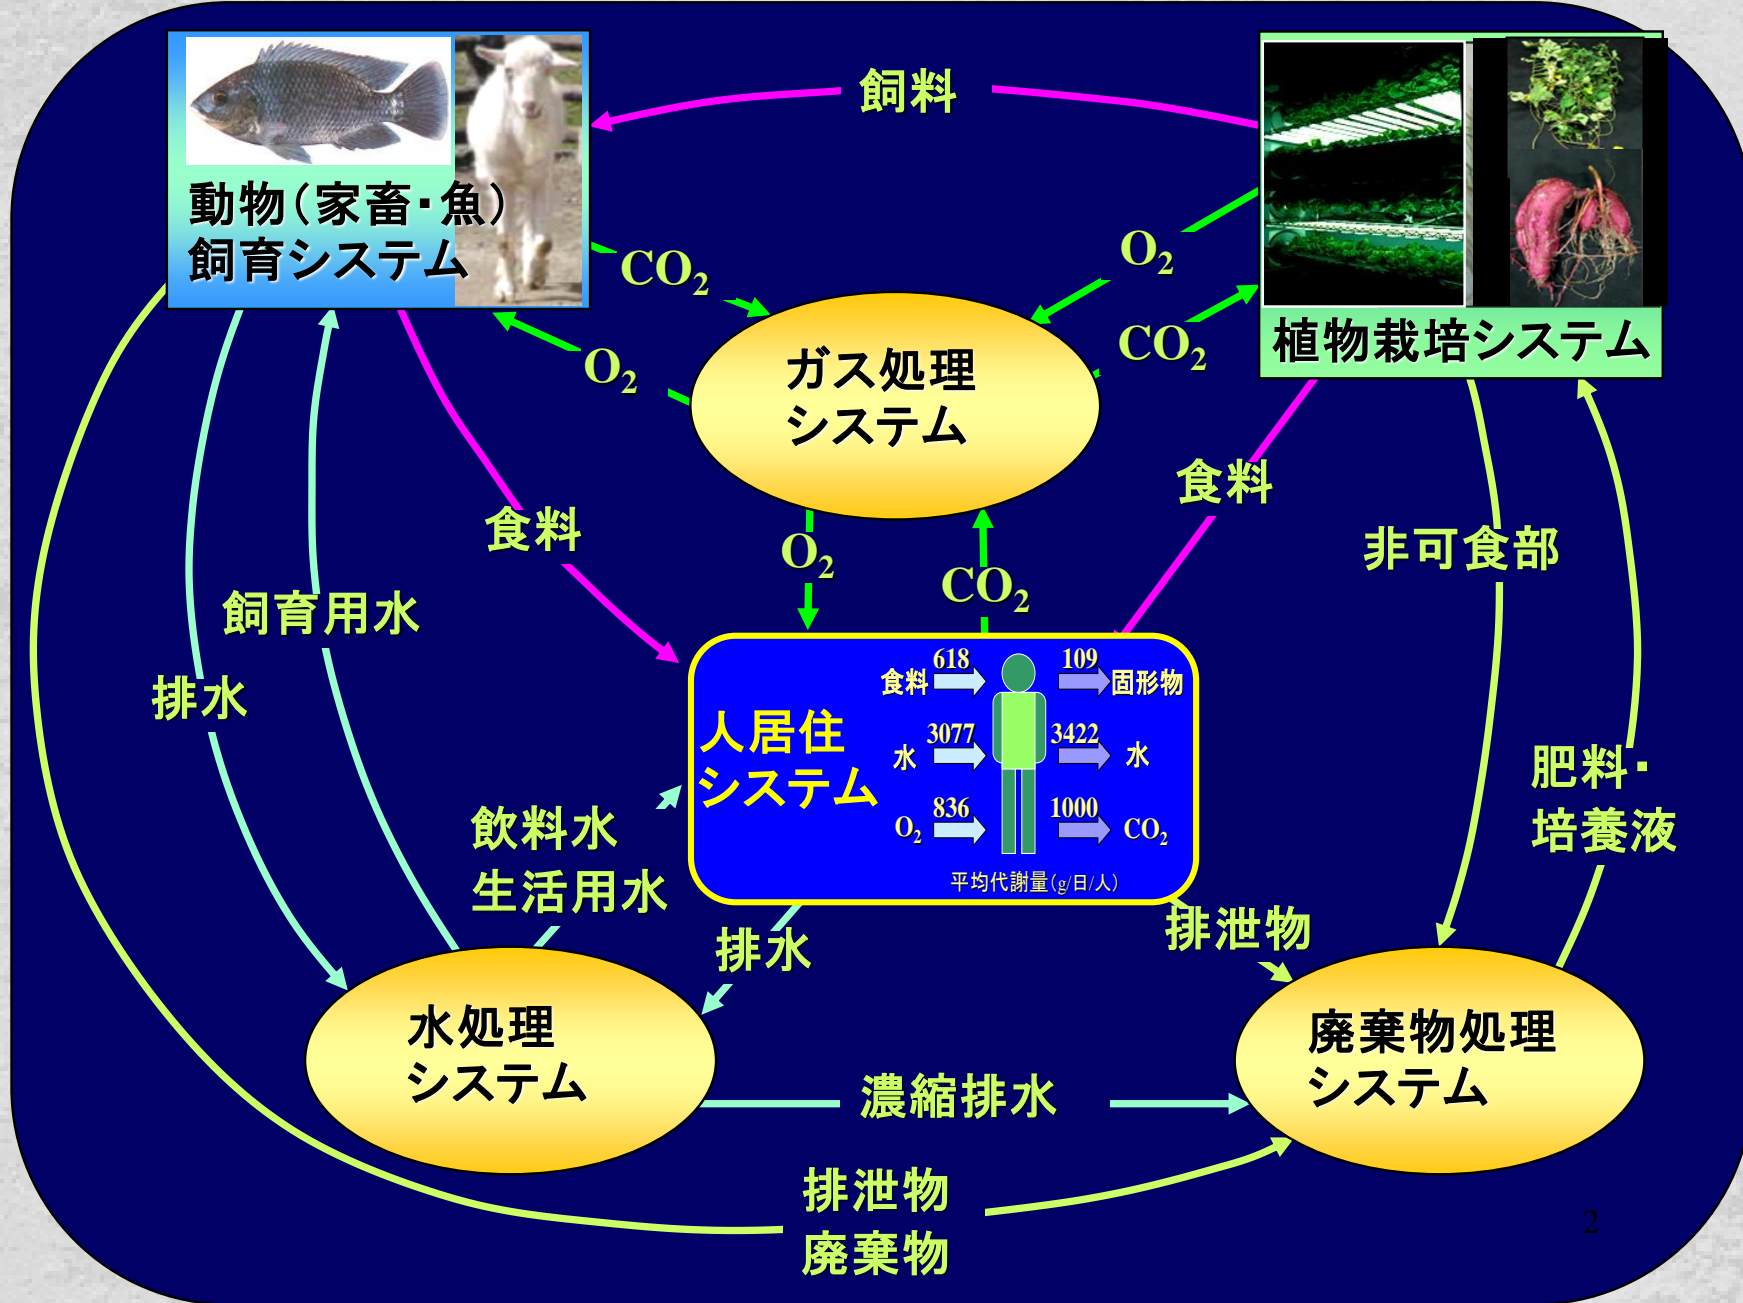 飼料
動物（家畜・魚）
飼育システム
CO2
O2
O2
CO2
植物栽培システム
ガス処理
システム
食料
食料
O2
CO2
非可食部
飼育用水
排水
人居住
システム
食料 618 109 固形物
水 3077 3422 水
O2 836 1000 CO2
平均代謝量(g/日/人)
肥料・
培養液
飲料水
生活用水
排水
排泄物
水処理
システム
廃棄物処理
システム
濃縮排水
排泄物
廃棄物
2